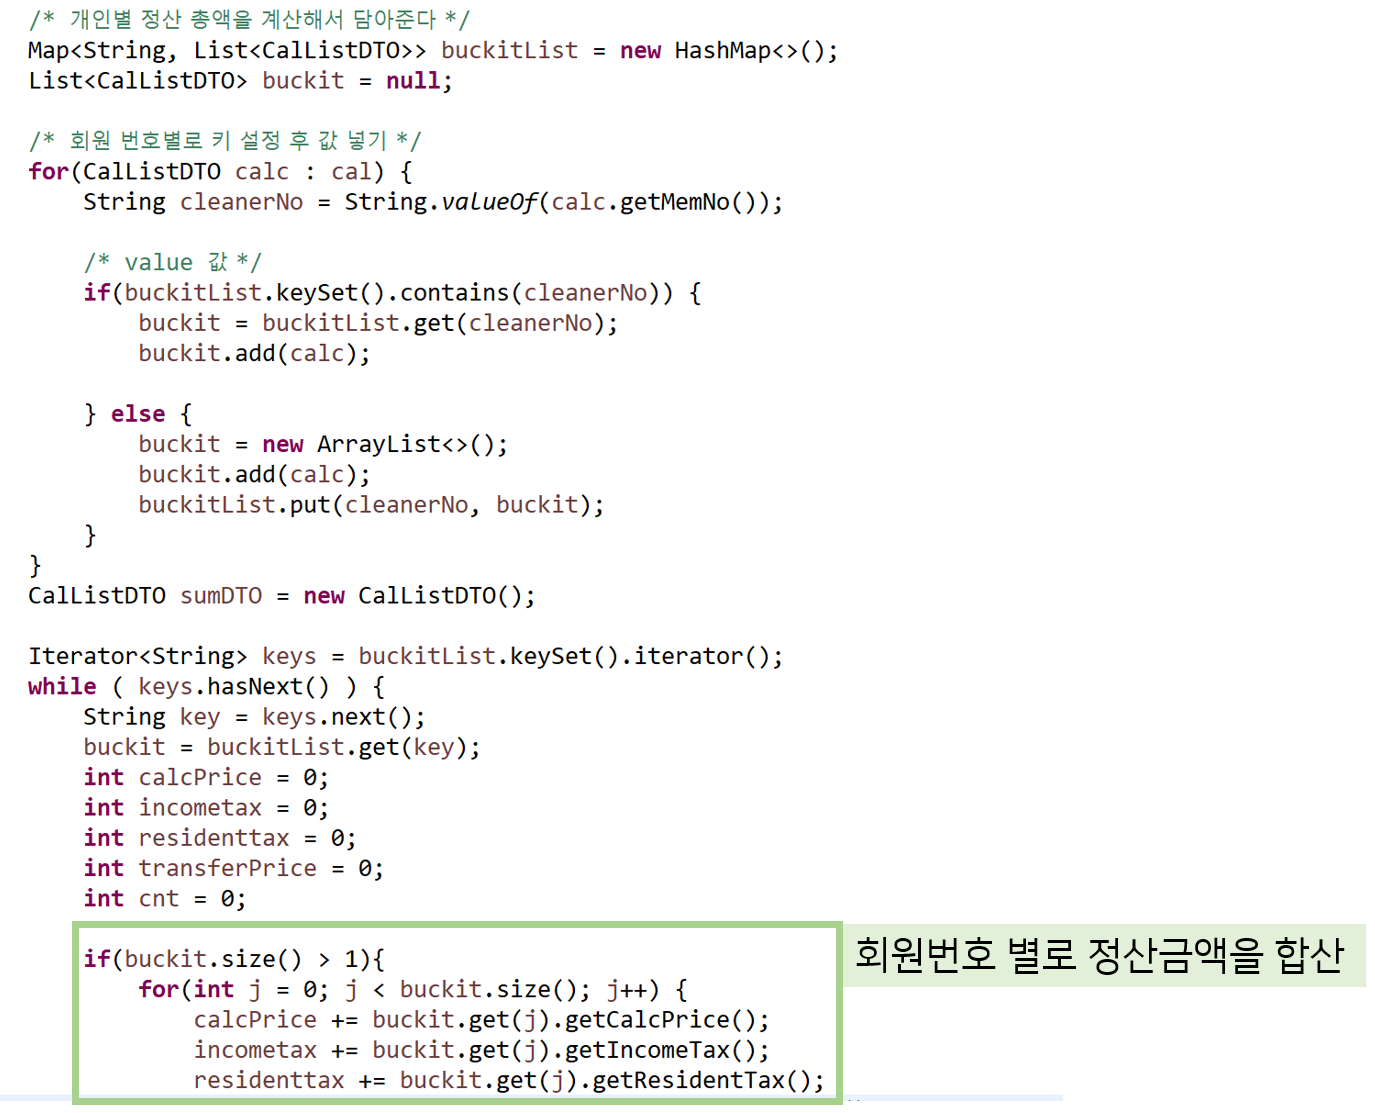 /* 개인별 정산 총액을 계산해서 담아준다 */
Map<String, List<CalListDTO>> buckitList = new HashMap<>();
List<CalListDTO> buckit = null;
/* 회원 번호별로 키 설정 후 값 넣기 */
for(CalListDTO calc : cal) {
String cleanerNo = String.valueOf(calc.getMemNo());
/* value 값 */
if(buckitList.keySet().contains(cleanerNo)) {
buckit = buckitList.get(cleanerNo);
buckit.add(calc);
} else {
buckit = new ArrayList<>();
buckit.add(calc);
buckitList.put(cleanerNo, buckit);
}
}
CalListDTO sumDTO = new CalListDTO();
Iterator<String> keys = buckitList.keySet().iterator();
while ( keys.hasNext() ) {
String key = keys.next();
buckit = buckitList.get(key);
int calcPrice = 0;
int incometax = 0;
int residenttax = 0;
int transferPrice = 0;
int cnt = 0;
if(buckit.size() > 1){
회원번호 별로 정산금액을 합산
for(int j = 0; j < buckit.size(); j++) {
calcPrice += buckit.get(j).getCalcPrice();
incometax += buckit.get(j).getIncomeTax();
residenttax += buckit.get(j).getResidentTax();